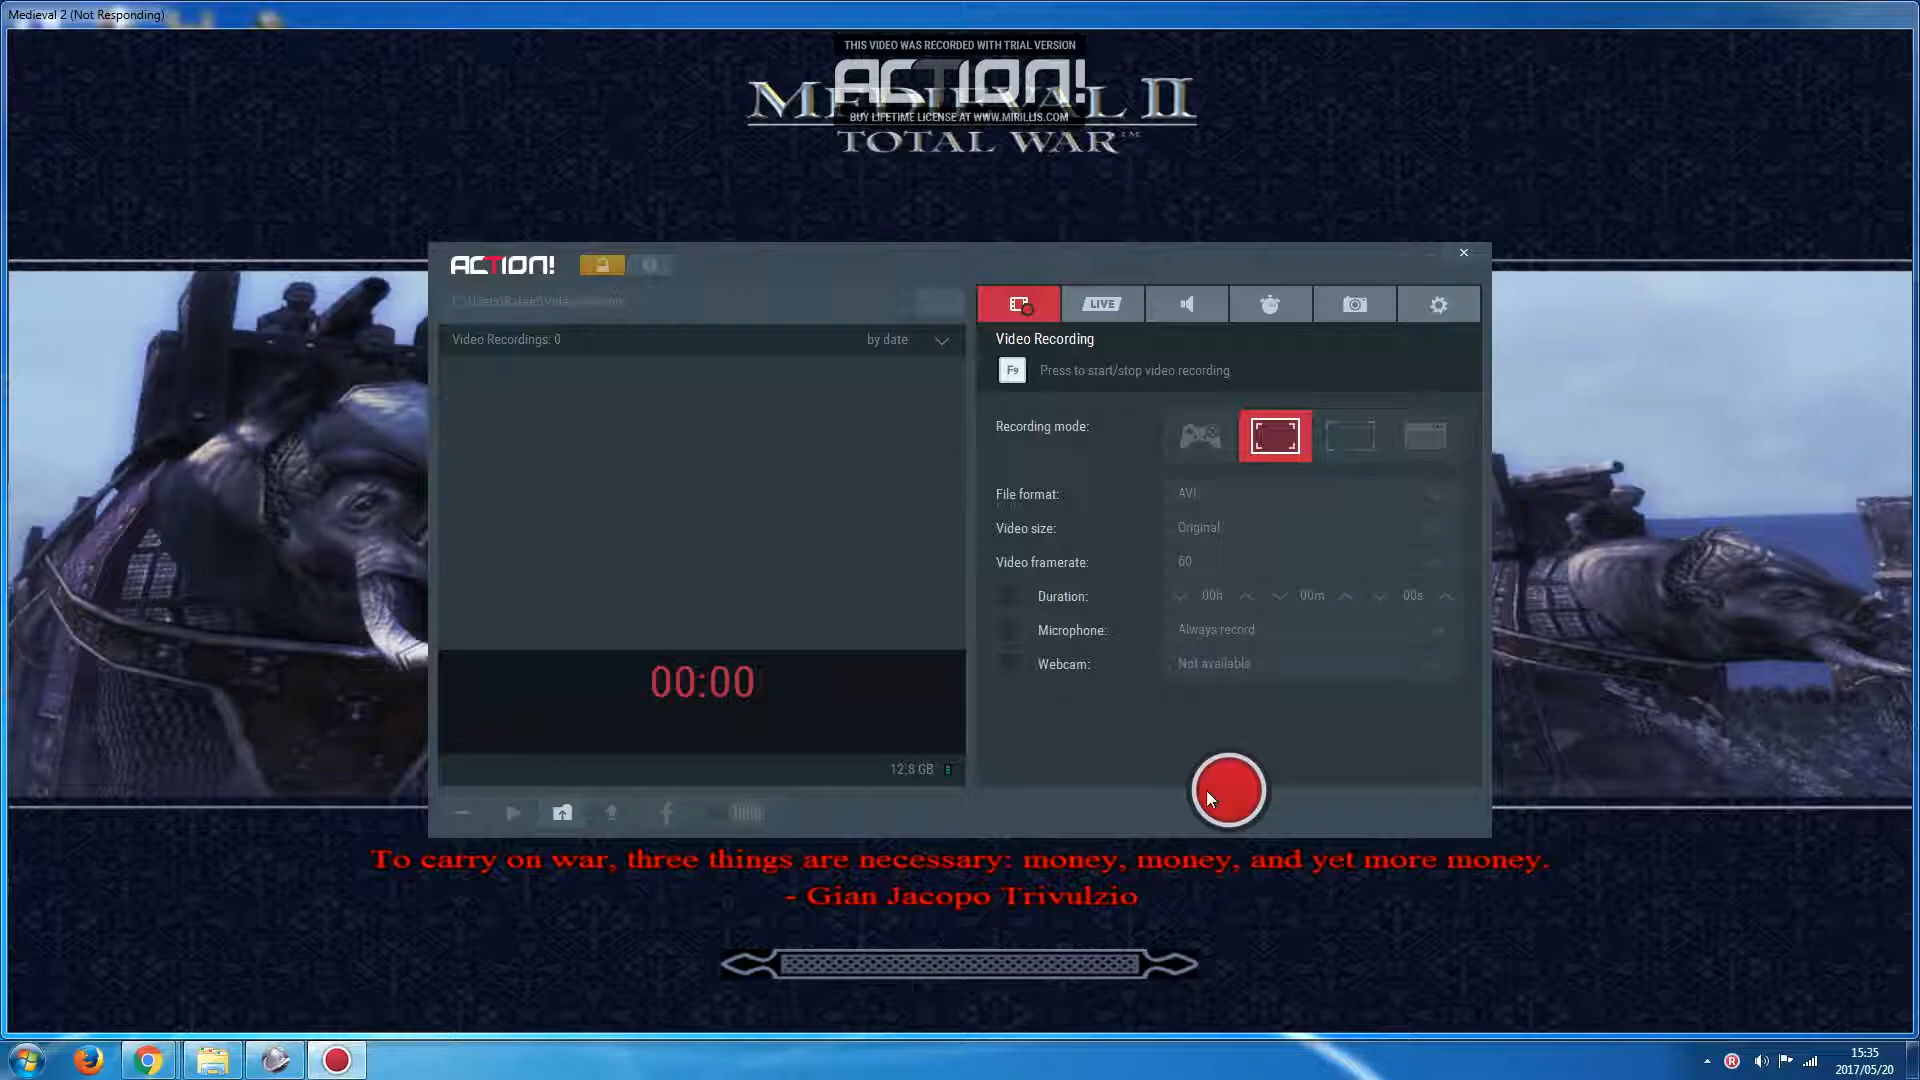 Medieval 2 (Not Responding)
THIS VIDEO WAS RECORDED WITH TRIAL VERSION
ACTION!
MEDIEVAL II
BUY LIFETIME LICENSE AT WWW.MIRILLIS.COM
TOTAL WAR™
ACTION!
LIVE
Video Recordings: 0
by date
Video Recording
F9
Press to start/stop video recording
Recording mode:
File format:
AVI
Video size:
Original
Video framerate:
60
Duration:
00h
00m
00s
Microphone:
Always record
Webcam:
Not available
00:00
12.8 GB
To carry on war, three things are necessary: money, money, and yet more money.
- Gian Jacopo Trivulzio
15:35
2017/05/20